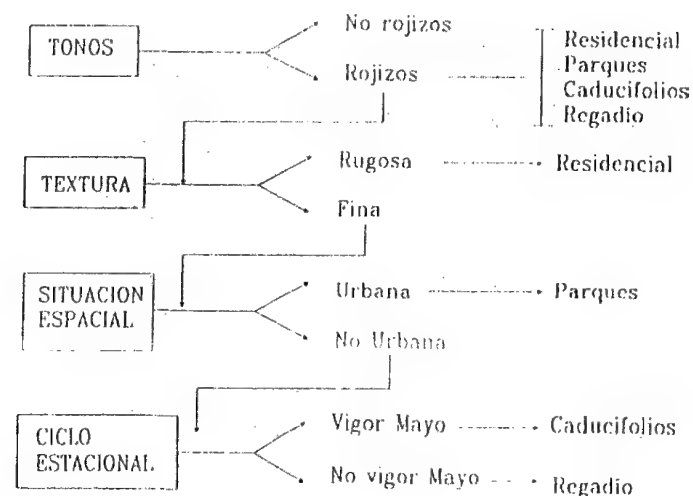 TONOS
No rojizos
Rojizos
Residencial
Parques
Caducifolios
Regadio
TEXTURA
Rugosa
Residencial
Fina
SITUACION
ESPACIAL
Urbana
Parques
No Urbana
CICLO
ESTACIONAL
Vigor Mayo
Caducifolios
No vigor Mayo
Regadio